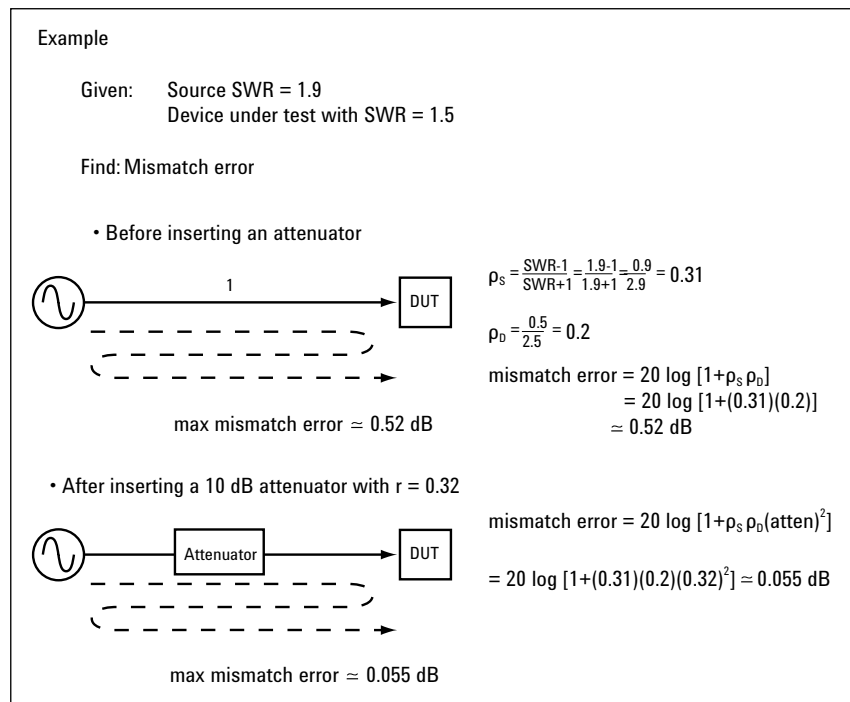 Example
Given: Source SWR = 1.9
Device under test with SWR = 1.5
Find: Mismatch error
• Before inserting an attenuator
1
DUT
ρS = SWR-1/SWR+1 = 1.9-1/1.9+1 = 0.9/2.9 = 0.31
ρD = 0.5/2.5 = 0.2
mismatch error = 20 log [1+ρS ρD]
= 20 log [1+(0.31)(0.2)]
≃ 0.52 dB
max mismatch error ≃ 0.52 dB
• After inserting a 10 dB attenuator with r = 0.32
Attenuator
DUT
mismatch error = 20 log [1+ρS ρD(atten)²]
= 20 log [1+(0.31)(0.2)(0.32)²] ≃ 0.055 dB
max mismatch error ≃ 0.055 dB